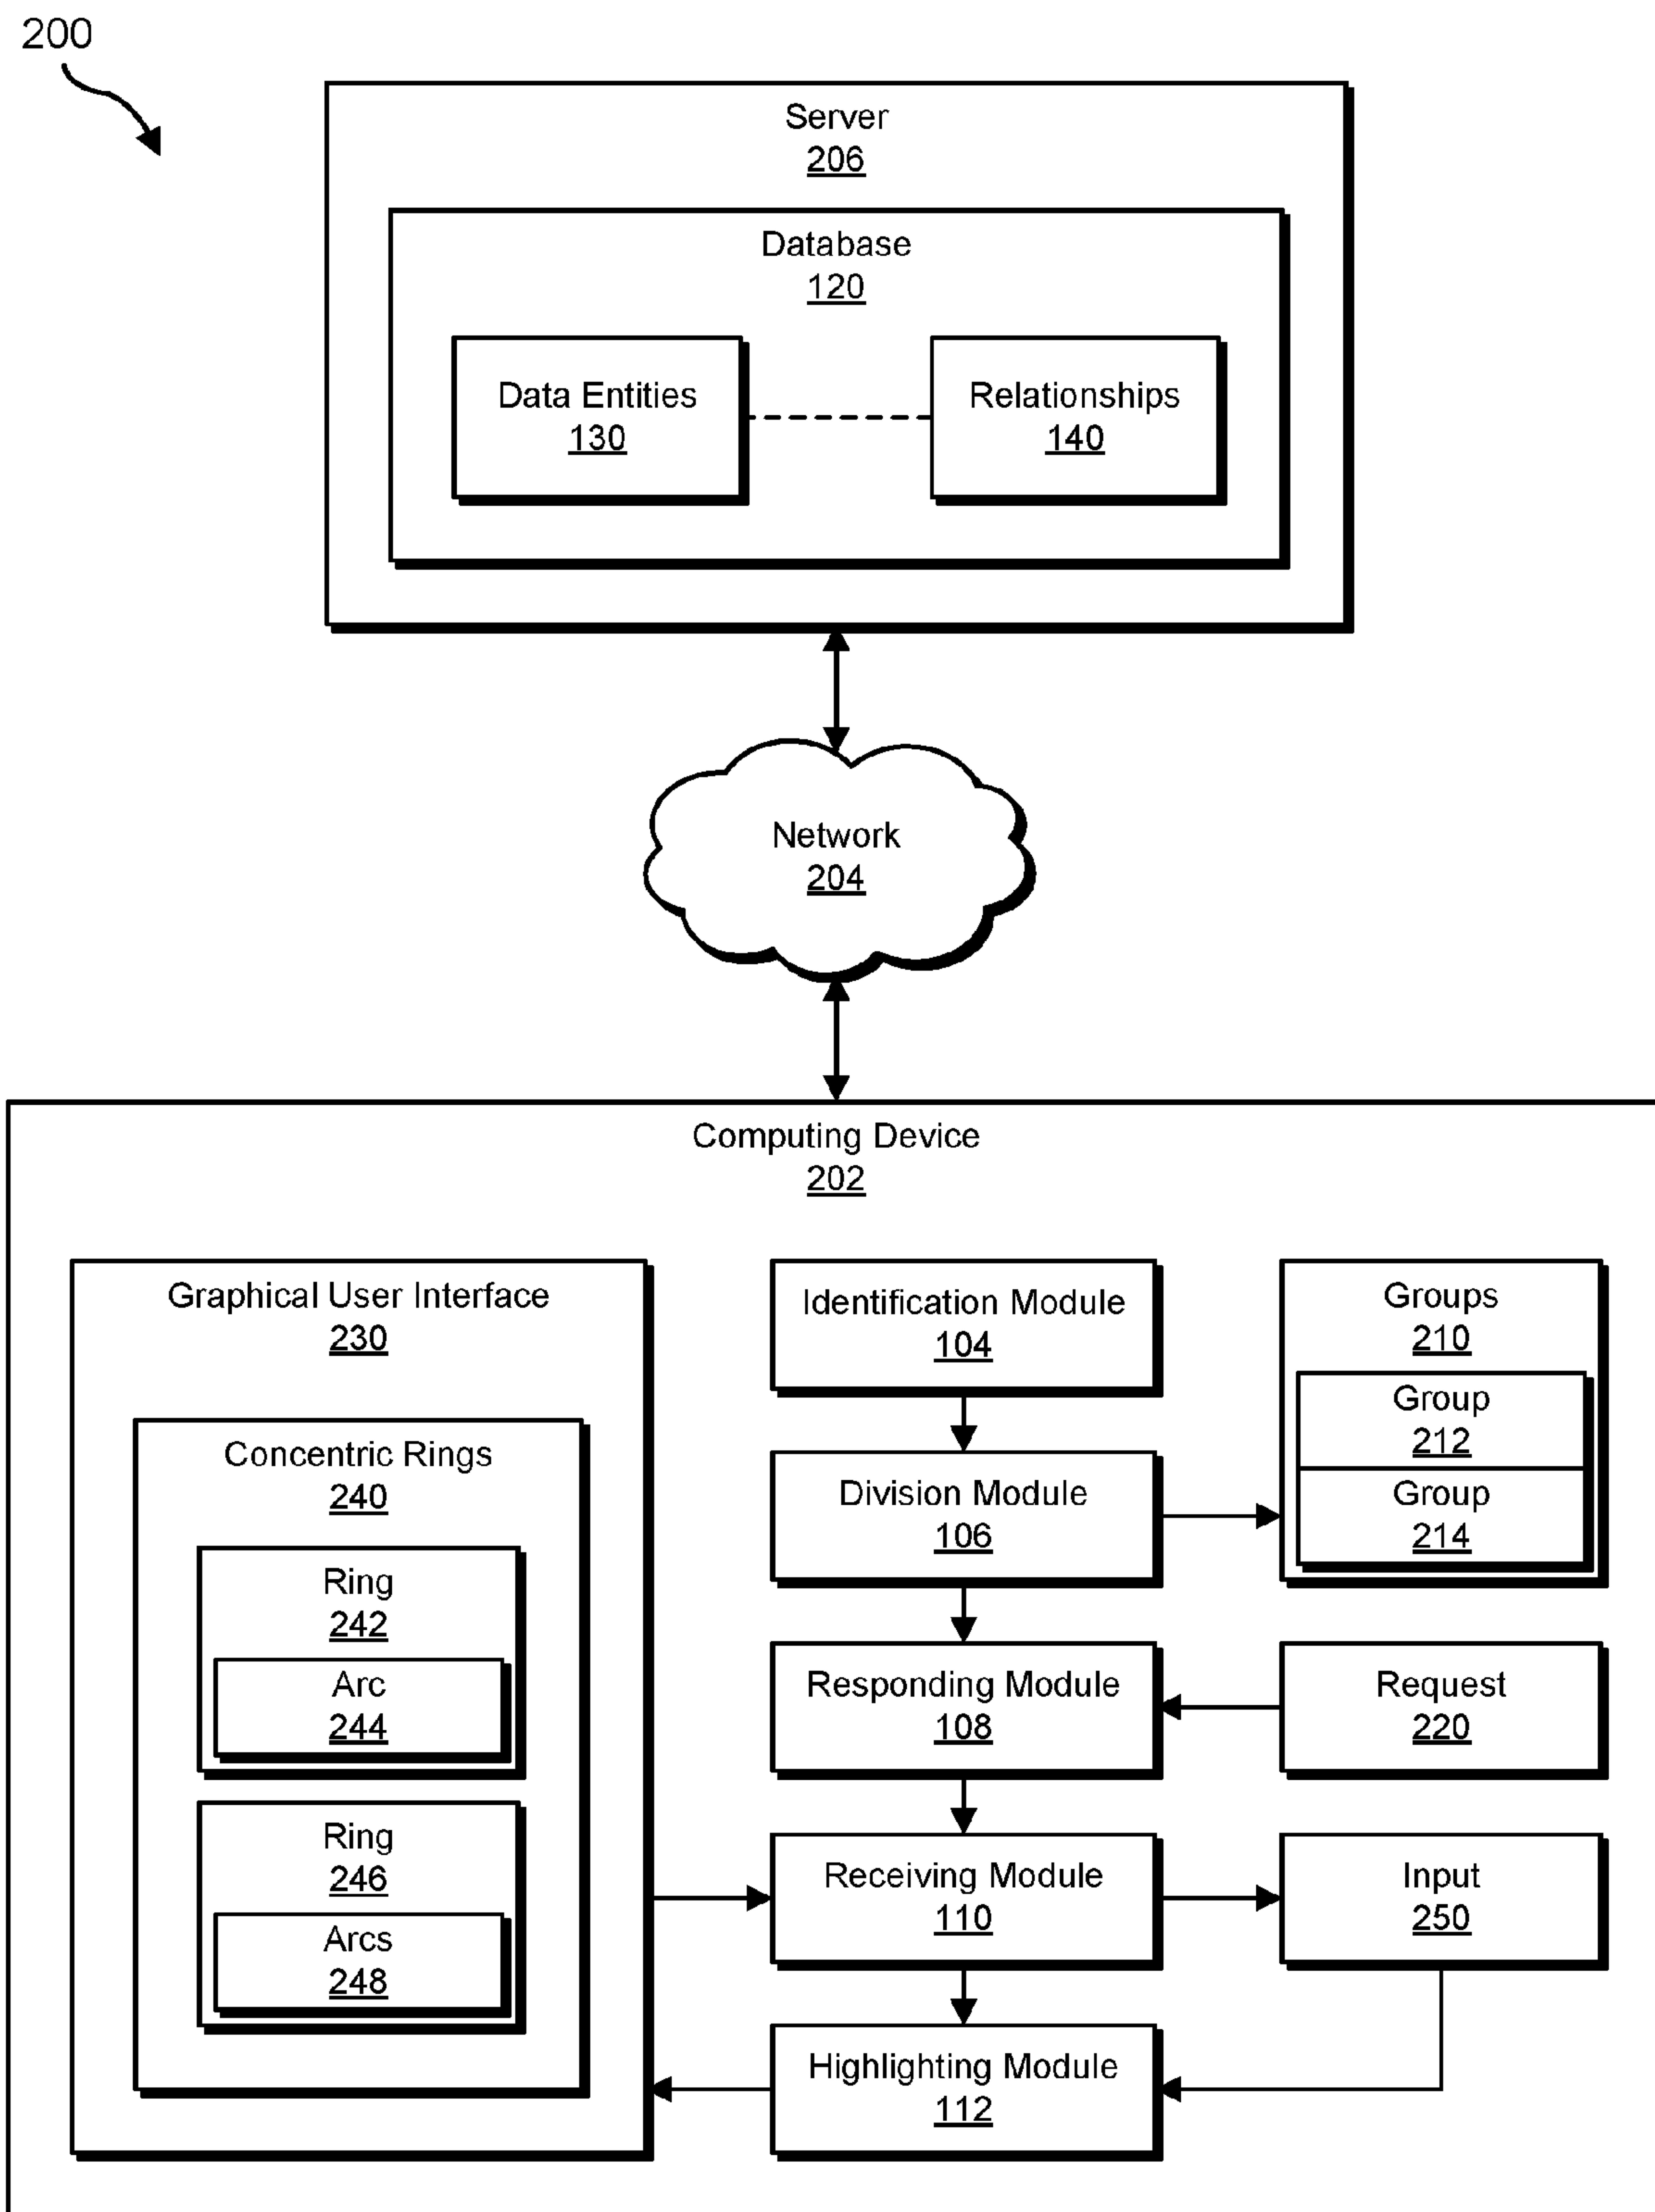 200
Server
206
Database
120
Data Entities
130
Relationships
140
Network
204
Computing Device
202
Graphical User Interface
230
Concentric Rings
240
Ring
242
Arc
244
Ring
246
Arcs
248
Identification Module
104
Division Module
106
Responding Module
108
Receiving Module
110
Highlighting Module
112
Groups
210
Group
212
Group
214
Request
220
Input
250